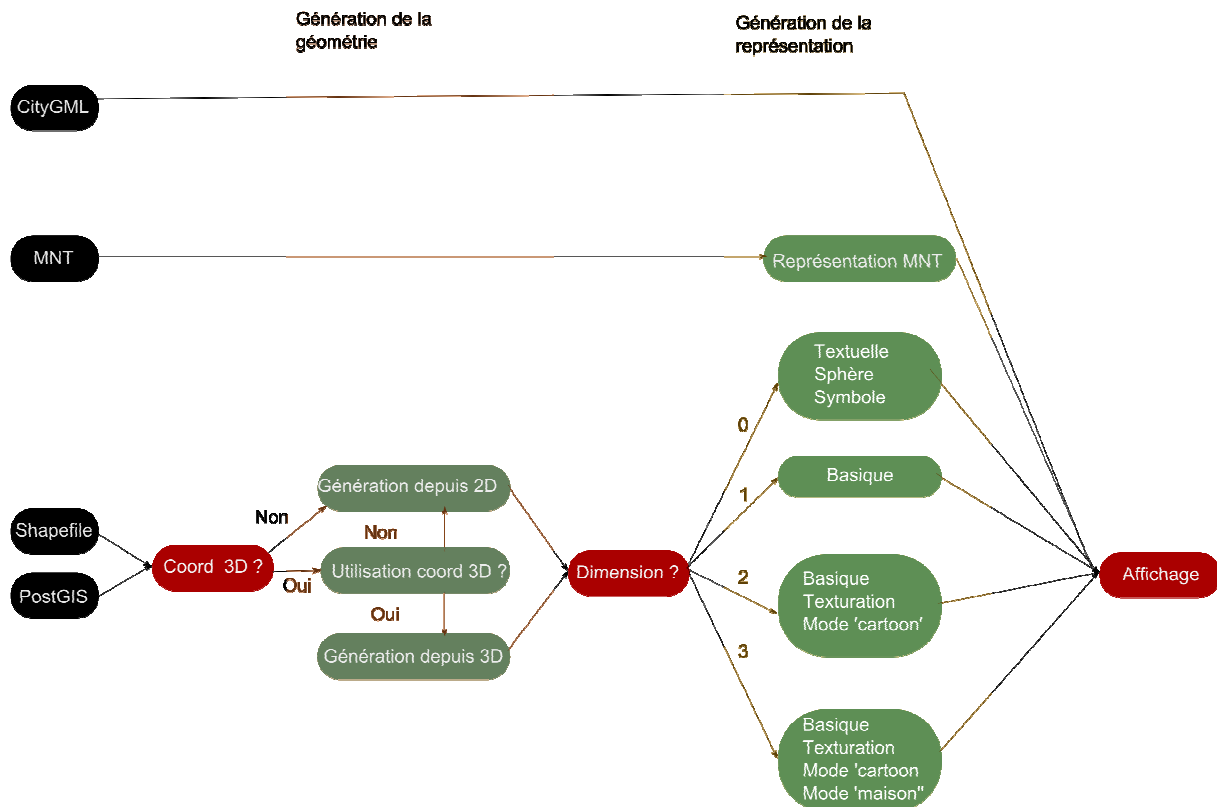 Génération de la
géométrie
Génération de la
représentation
CityGML
MNT
Représentation MNT
Textuelle
Sphère
Symbole
0
Génération depuis 2D
Basique
1
Non
Non
Shapefile
Coord 3D ?
Utilisation coord 3D ?
Dimension ?
Affichage
Oui
2
Basique
Texturation
Mode 'cartoon'
PostGIS
Oui
3
Génération depuis 3D
Basique
Texturation
Mode 'cartoon
Mode 'maison"